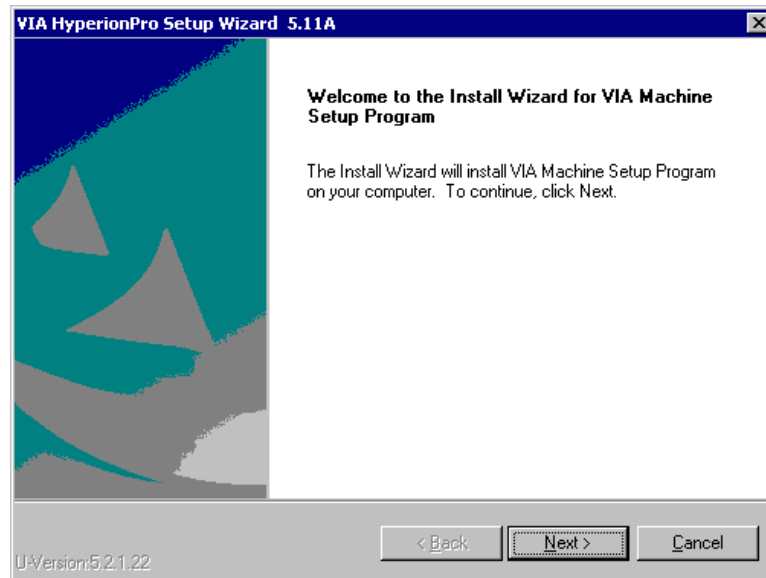 VIA HyperionPro Setup Wizard 5.11A
Welcome to the Install Wizard for VIA Machine
Setup Program
The Install Wizard will install VIA Machine Setup Program
on your computer. To continue, click Next.
U-Version:5.2.1.22
< Back
Next >
Cancel